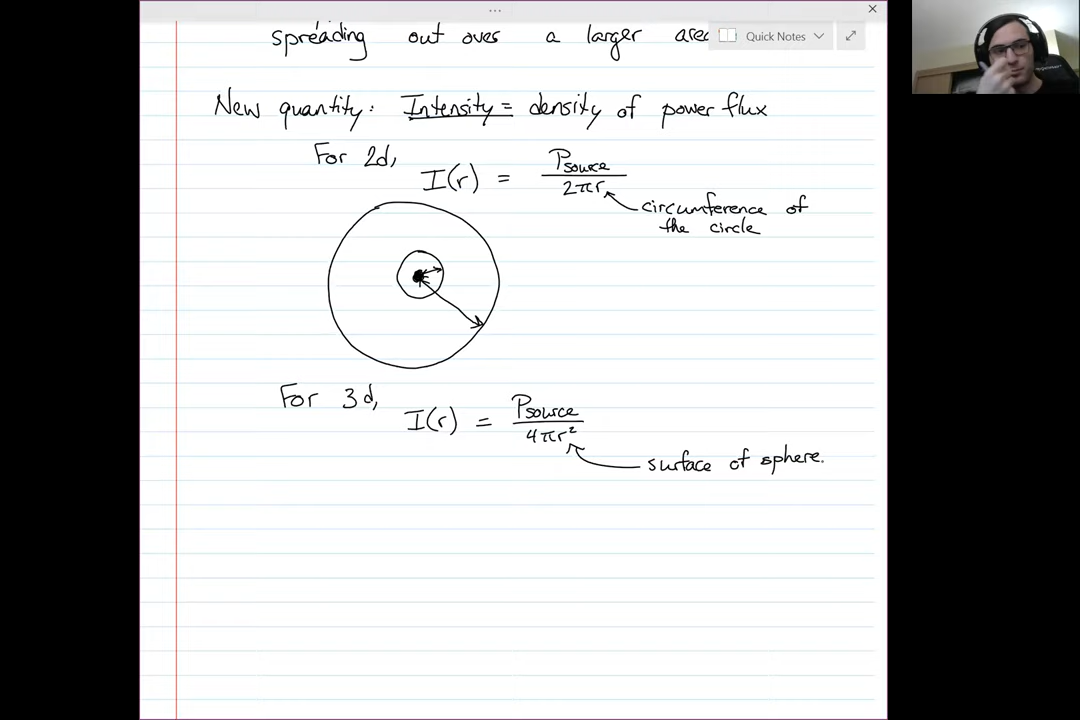 spreading out over a larger area
Quick Notes
New quantity: Intensity = density of power flux
For 2d, I(r) = Psource / 2πr
circumference of
the circle
For 3d, I(r) = Psource / 4πr²
surface of sphere.